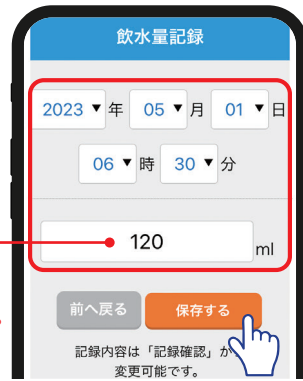 飲水量記録
2023 ▼ 年 05 ▼ 月 01 ▼ 日
06 ▼ 時 30 ▼ 分
120 ml
前へ戻る 保存する
記録内容は「記録確認」が
変更可能です。